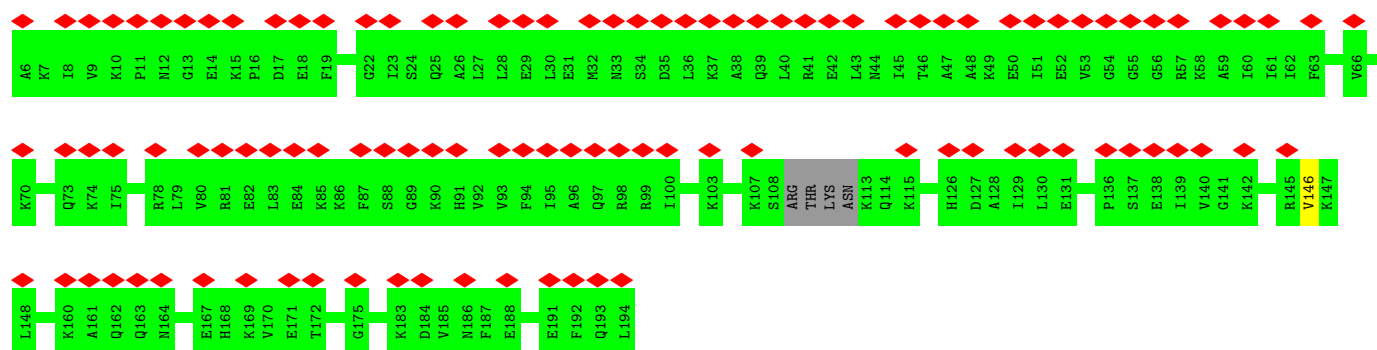 A6 K7 I8 V9 K10 P11 N12 G13 E14 K15 P16 D17 E18 F19 G22 I23 S24 Q25 A26 L27 L28 E29 L30 E31 M32 N33 S34 D35 L36 K37 A38 Q39 L40 R41 E42 L43 N44 I45 T46 A47 A48 K49 E50 I51 E52 V53 G54 G55 G56 R57 K58 A59 I60 I61 I62 F63 V66
K70 Q73 K74 I75 R78 L79 V80 R81 E82 L83 E84 K85 K86 F87 S88 G89 K90 H91 V92 V93 F94 I95 A96 Q97 R98 R99 I100 K103 K107 S108 ARG THR LYS ASN K113 Q114 K115 H126 D127 A128 I129 L130 E131 P136 S137 E138 I139 V140 G141 K142 R145 V146 K147
L148 K160 A161 Q162 Q163 N164 E167 H168 K169 V170 E171 T172 G175 K183 D184 V185 N186 F187 E188 E191 F192 Q193 L194